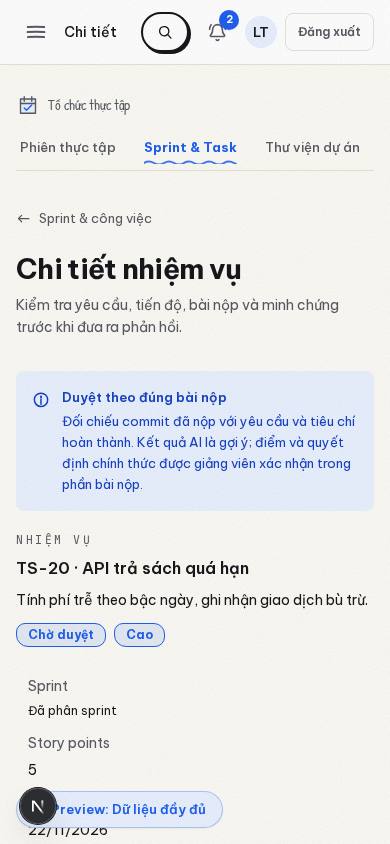 Chi tiết
2
LT
Đăng xuất
Tổ chức thực tập
Phiên thực tập
Sprint & Task
Thư viện dự án
← Sprint & công việc
Chi tiết nhiệm vụ
Kiểm tra yêu cầu, tiến độ, bài nộp và minh chứng
trước khi đưa ra phản hồi.
Duyệt theo đúng bài nộp
Đối chiếu commit đã nộp với yêu cầu và tiêu chí
hoàn thành. Kết quả AI là gợi ý; điểm và quyết
định chính thức được giảng viên xác nhận trong
phần bài nộp.
NHIỆM VỤ
TS-20 · API trả sách quá hạn
Tính phí trễ theo bậc ngày, ghi nhận giao dịch bù trừ.
Chờ duyệt
Cao
Sprint
Đã phân sprint
Story points
5
N
Preview: Dữ liệu đầy đủ
22/11/2026